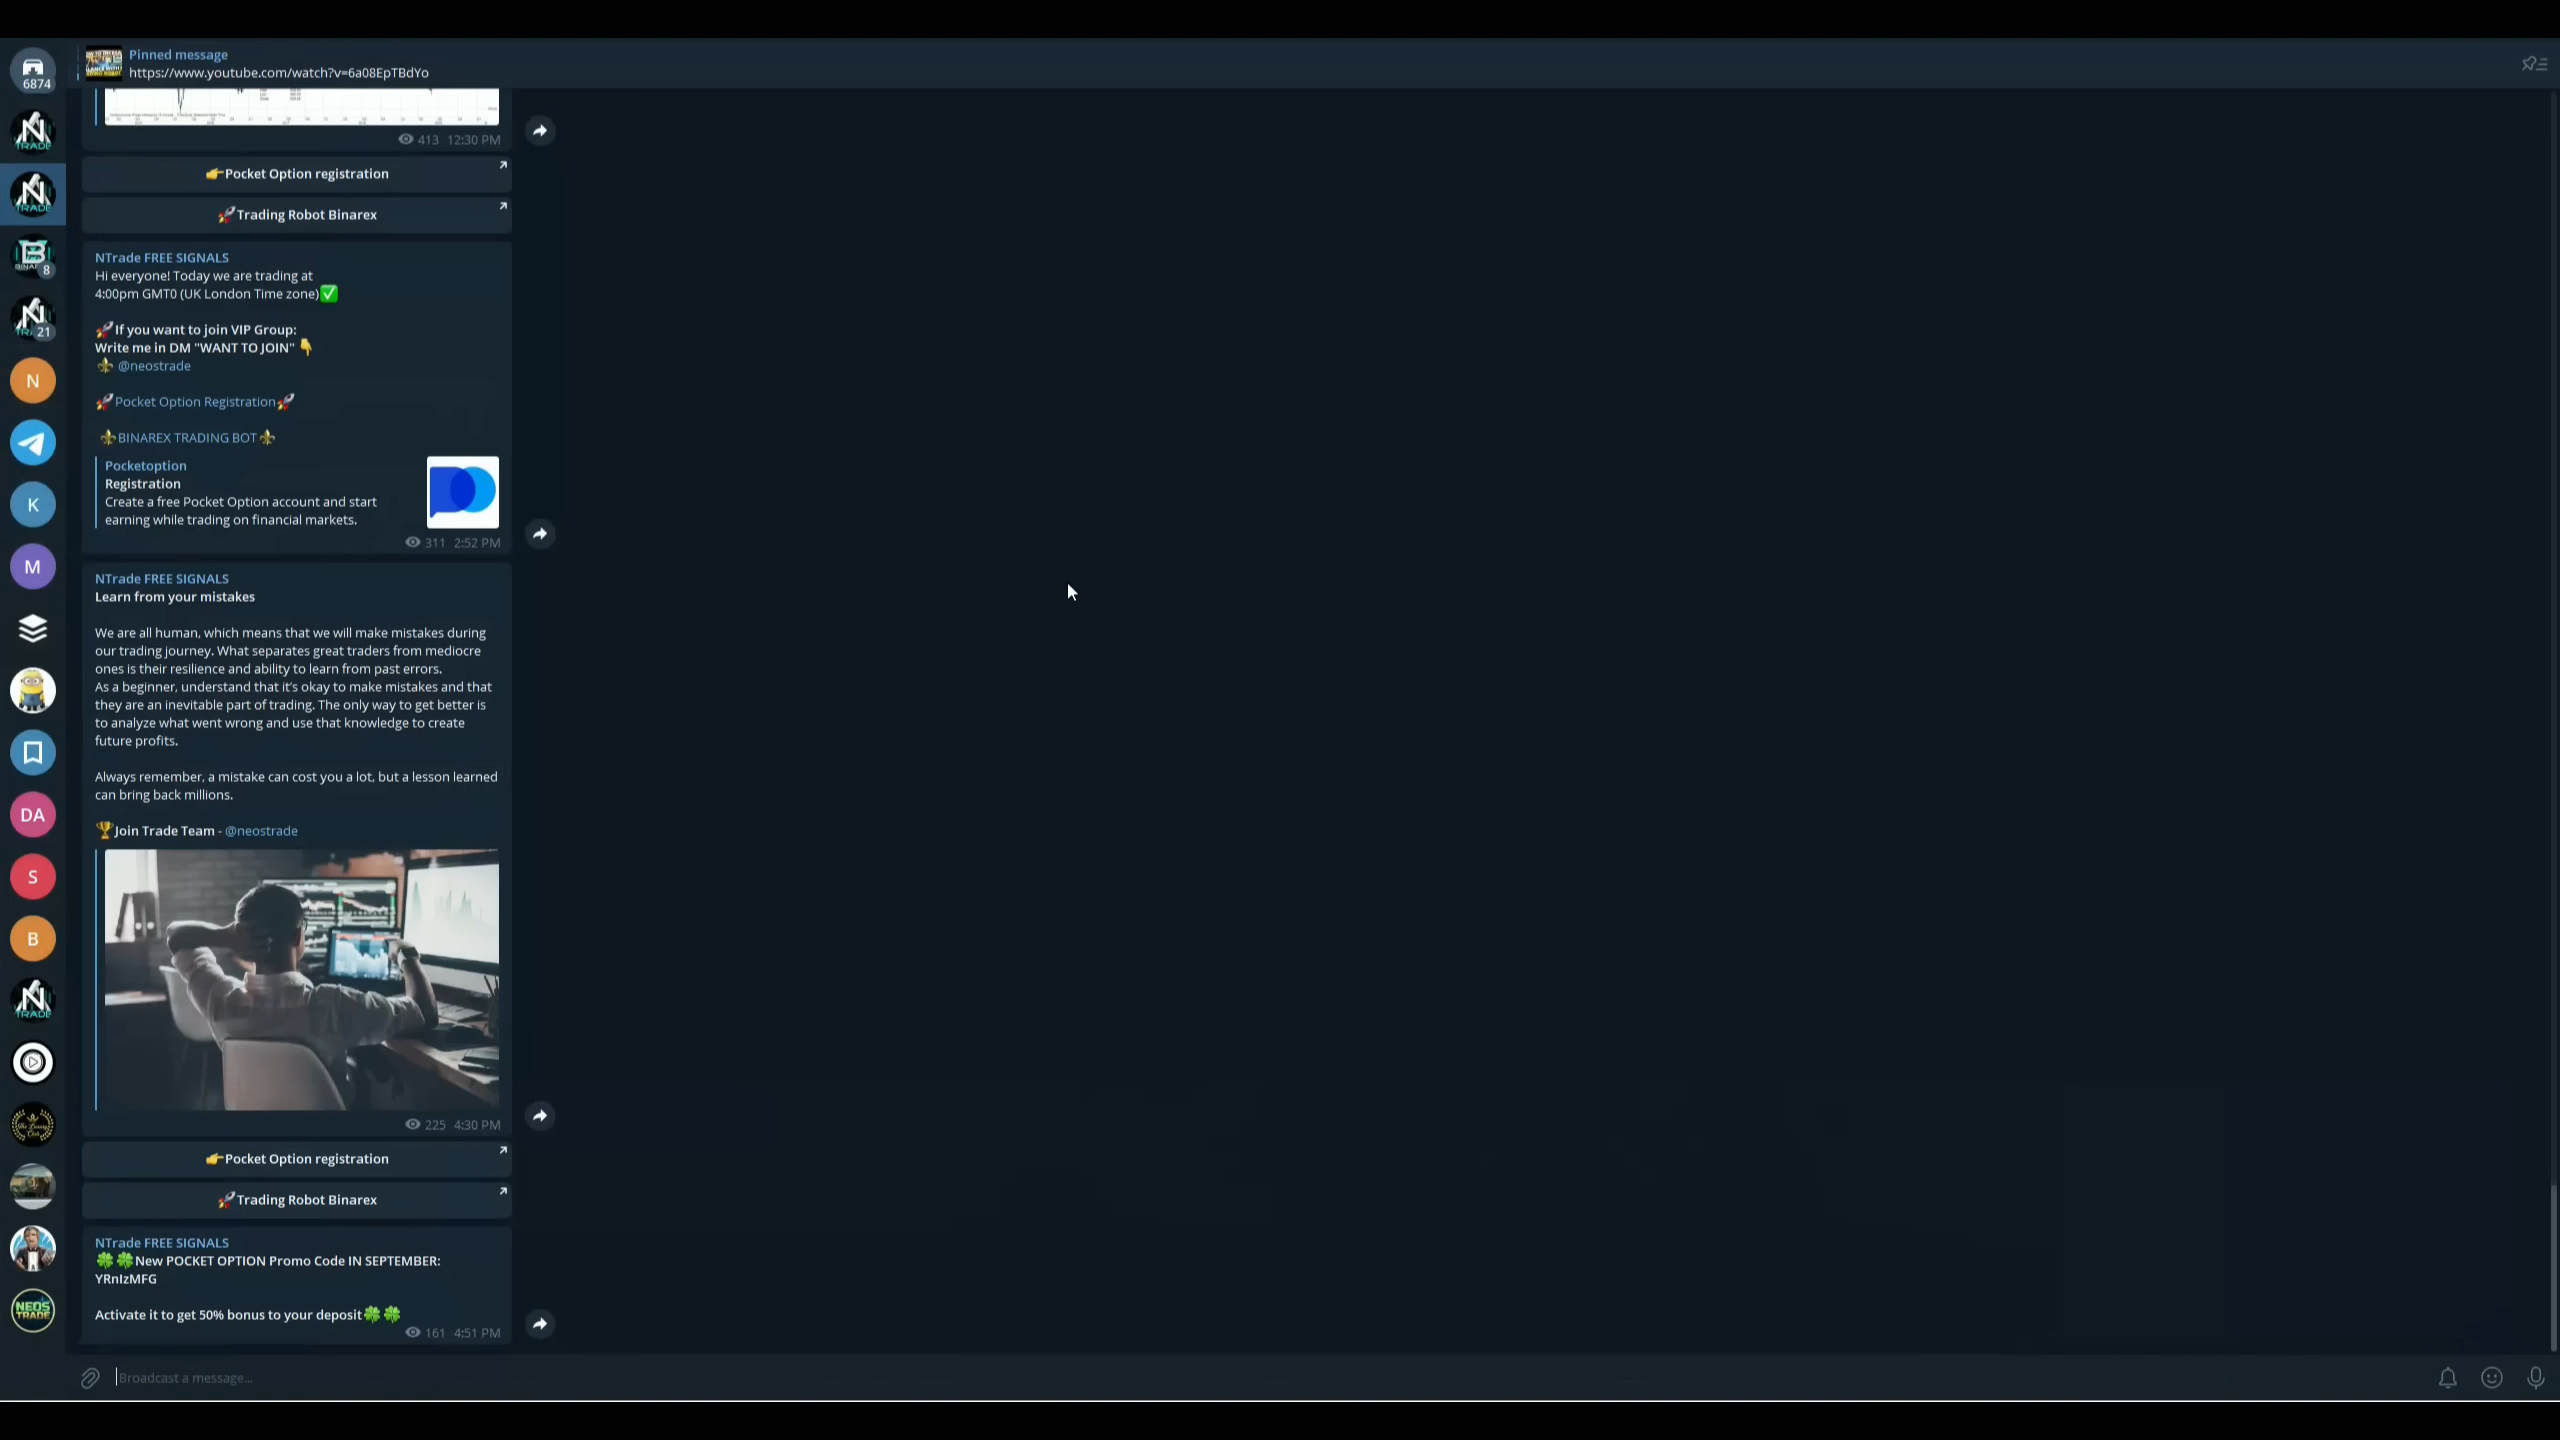 Pinned message
https://www.youtube.com/watch?v=6a08EpTBdYo
6874
413 12:30 PM
👉Pocket Option registration
🚀Trading Robot Binarex
NTrade FREE SIGNALS
Hi everyone! Today we are trading at
4:00pm GMT0 (UK London Time zone)✅
🚀If you want to join VIP Group:
Write me in DM "WANT TO JOIN" 👇
⚜️ @neostrade
🚀Pocket Option Registration🚀
⚜️BINAREX TRADING BOT⚜️
Pocketoption
Registration
Create a free Pocket Option account and start
earning while trading on financial markets.
311 2:52 PM
NTrade FREE SIGNALS
Learn from your mistakes
We are all human, which means that we will make mistakes during
our trading journey. What separates great traders from mediocre
ones is their resilience and ability to learn from past errors.
As a beginner, understand that it's okay to make mistakes and that
they are an inevitable part of trading. The only way to get better is
to analyze what went wrong and use that knowledge to create
future profits.
Always remember, a mistake can cost you a lot, but a lesson learned
can bring back millions.
🏆Join Trade Team - @neostrade
225 4:30 PM
👉Pocket Option registration
🚀Trading Robot Binarex
NTrade FREE SIGNALS
🍀🍀New POCKET OPTION Promo Code IN SEPTEMBER:
YRnIzMFG
Activate it to get 50% bonus to your deposit🍀🍀
161 4:51 PM
Broadcast a message...
N
TRADE
N
TRADE
B
8
N
21
N
K
M
DA
S
B
N
TRADE
NEOS
TRADE